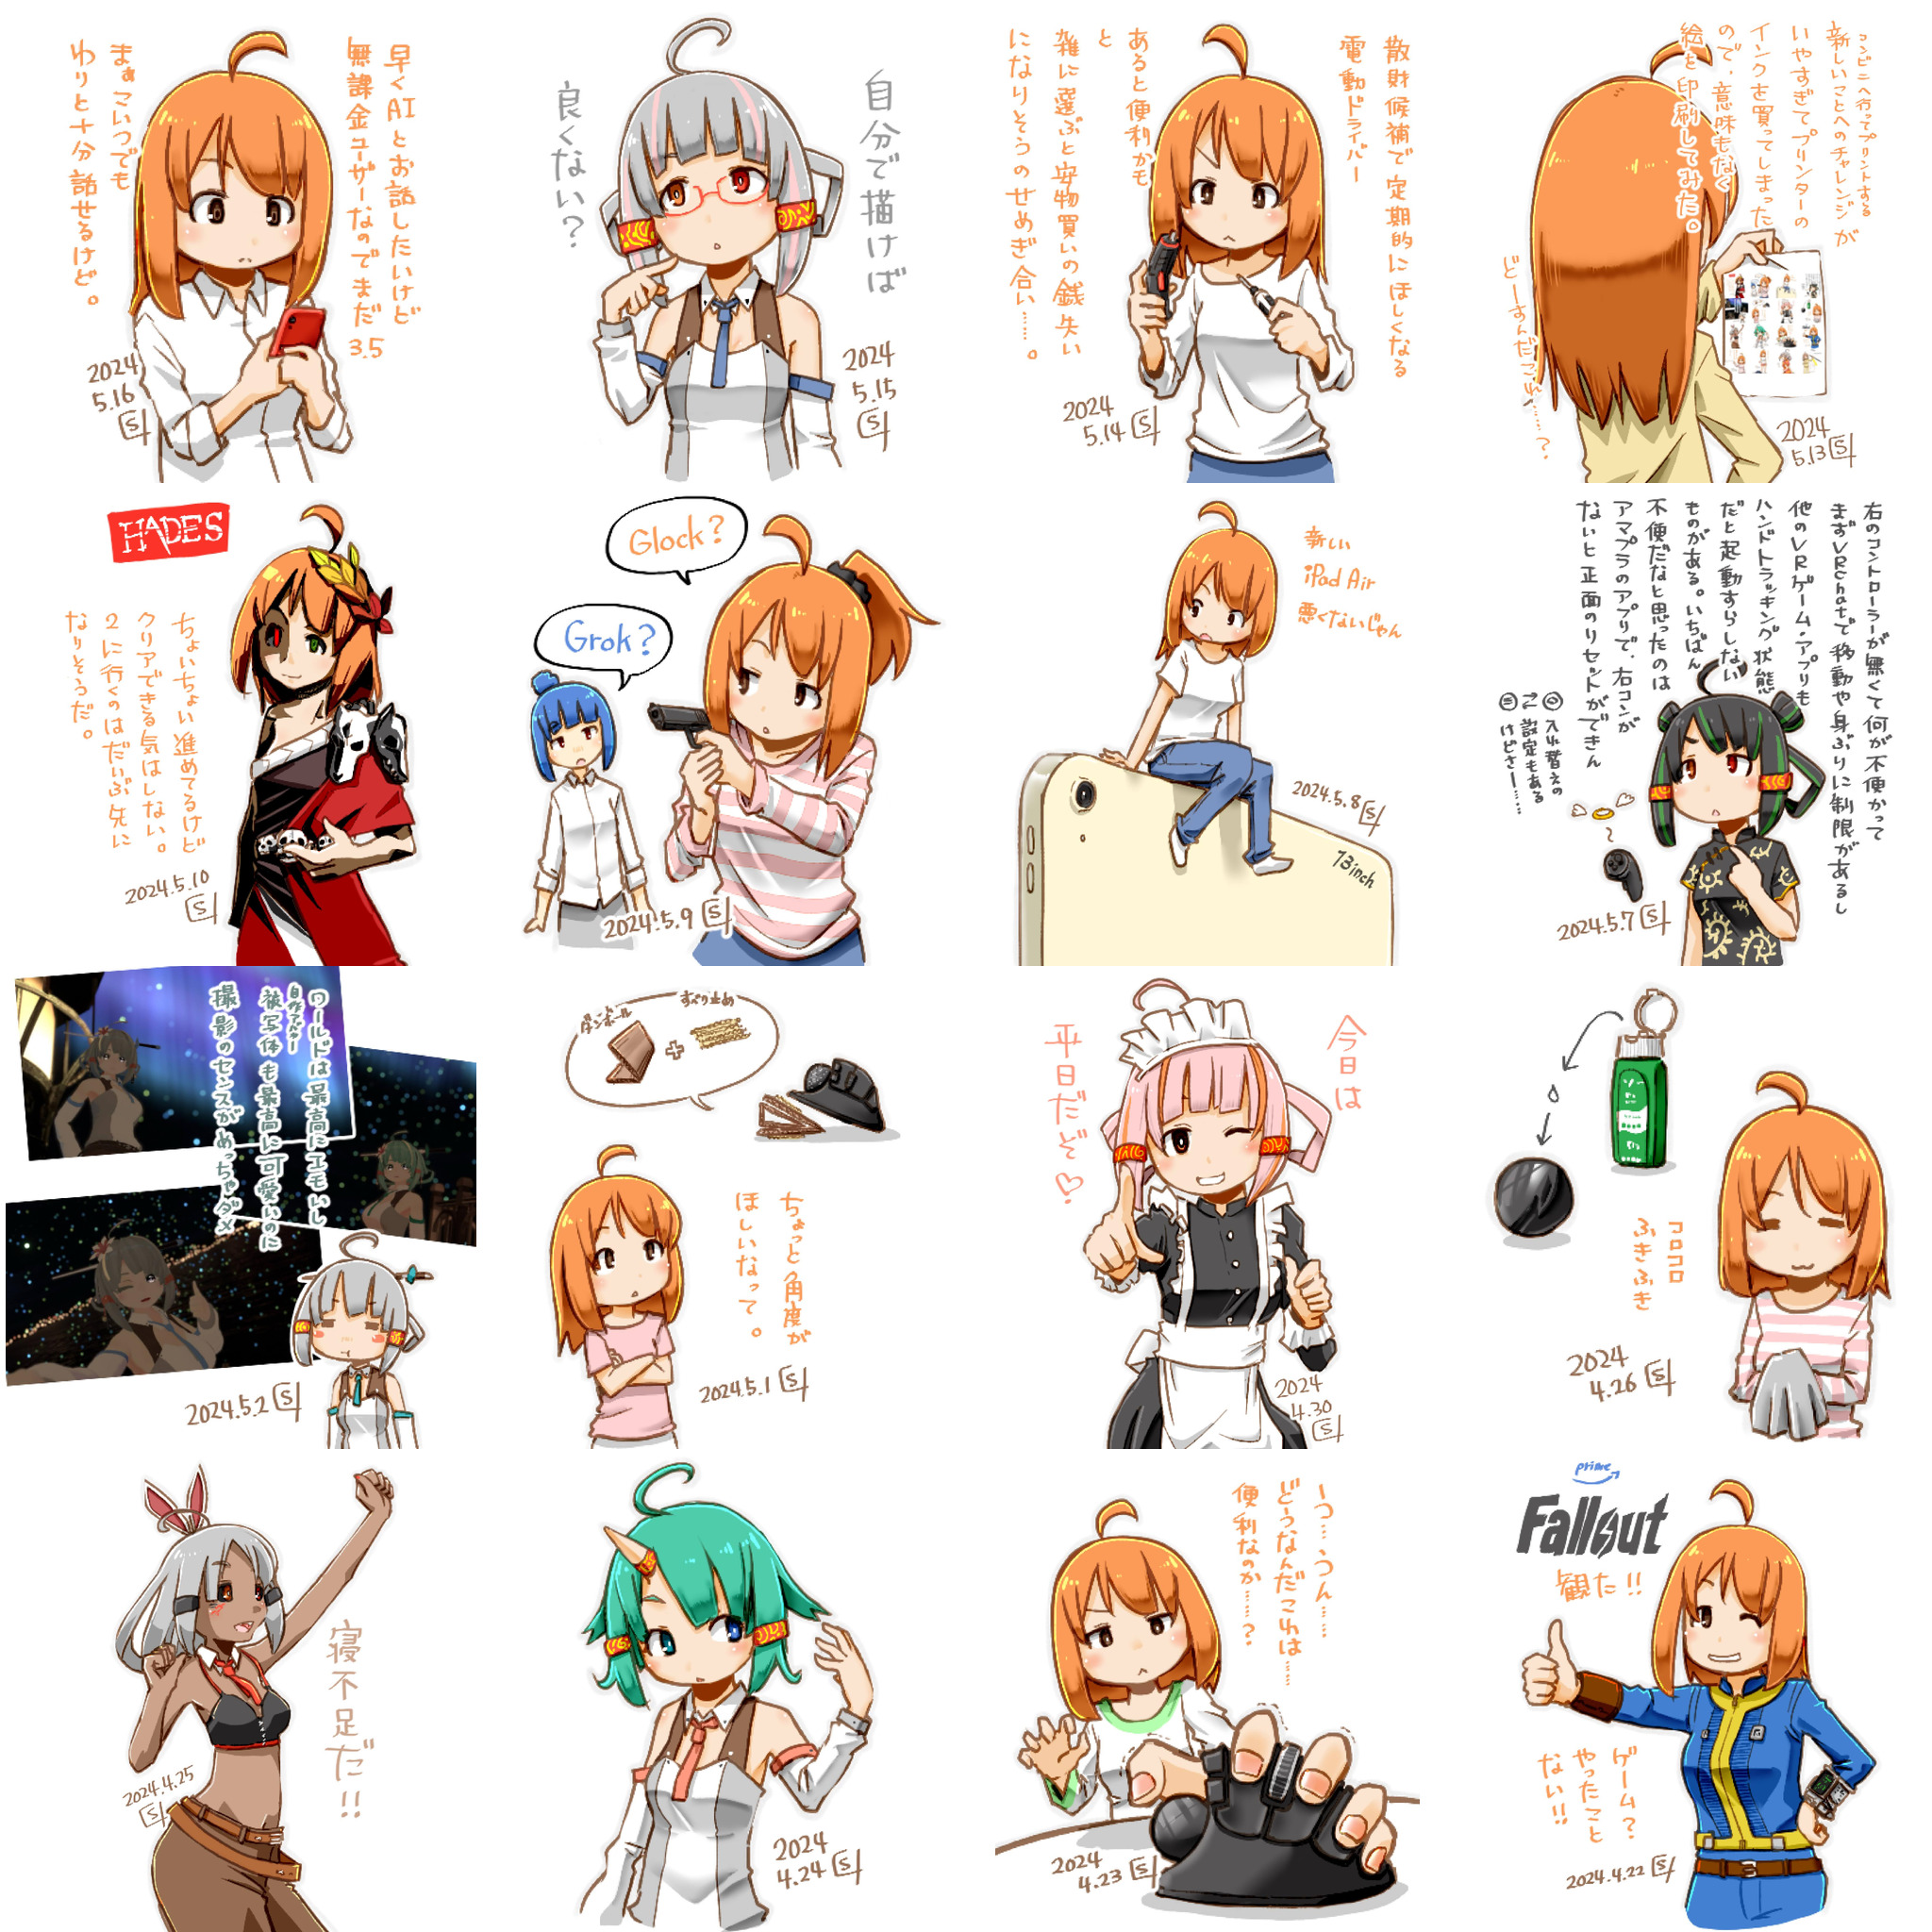 早くAIとお話したいけど
無課金ユーザーなのでまだ3.5
まぁこいつでも
わりと十分話せるけど。
2024
5.16
S
自分で描けば
良くない?
2024
5.15
S
散財候補で定期的にほしくなる
電動ドライバー
あると便利かも
と
雑に選ぶと安物買いの銭失い
になりそうのせめぎ合い……。
2024
5.14
S
コンビニへ行ってプリントする
新しいことへのチャレンジが
いやすぎてプリンターの
インクを買ってしまった
ので、意味もなく
絵を印刷してみた。
どーすんだこれ……?
2024
5.13
S
HADES
ちょいちょい進めてるけど
クリアできる気はしない。
2に行くのはだいぶ先に
なりそうだ。
2024.5.10
S
Glock?
Grok?
2024.5.9
S
新しい
iPad Air
悪くないじゃん
13inch
2024.5.8
S
右のコントローラーが無くて何が不便かって
まずVRChatで移動や身ぶりに制限があるし
他のVRゲーム・アプリも
ハンドトラッキング状態
だと起動すらしない
ものがある。いちばん
不便だなと思ったのは
アマプラのアプリで、右コンが
ないと正面のリセットができん
入れ替えの
設定もある
けどさー……
2024.5.7
S
ワールドは最高にエモいし
自作アバター
被写体も最高に可愛いのに
撮影のセンスがめっちゃダメ
2024.5.2
S
ダンボール
+
すべり止め
ちょっと角度が
ほしいなって。
2024.5.1
S
今日は
平日だぞ♡
2024
4.30
S
コロコロ
ふきふき
2024
4.26
S
寝不足だ!!
2024.4.25
S
2024
4.24
S
うつ…うん……
どうなんだこれは……
便利なのか……?
2024
4.23
S
prime
Fallout
観た!!
ゲーム?
やったこと
ない!!
2024.4.22
S